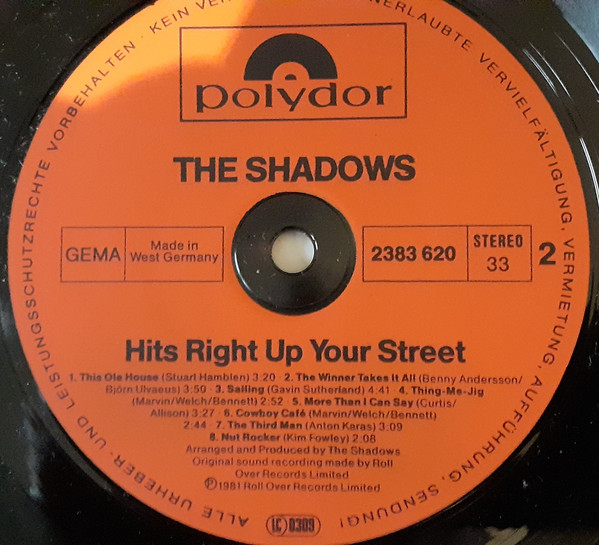 polydor
THE SHADOWS
GEMA
Made in
West Germany
2383 620
STEREO
33
2
Hits Right Up Your Street
1. This Ole House (Stuart Hamblen) 3:20 · 2. The Winner Takes it All (Benny Andersson/
Björn Ulvaeus) 3:50 · 3. Sailing (Gavin Sutherland) 4:41 · 4. Thing-Me-Jig
(Marvin/Welch/Bennett) 2:52 · 5. More Than I Can Say (Curtis/
Allison) 3:27 · 6. Cowboy Café (Marvin/Welch/Bennett)
2:44 · 7. The Third Man (Anton Karas) 3:09
8. Nut Rocker (Kim Fowley) 2:08
Arranged and Produced by The Shadows
Original sound recording made by Roll
Over Records Limited
Ⓟ1981 Roll Over Records Limited
LC 0309
ALLE URHEBER- UND LEISTUNGSSCHUTZRECHTE VORBEHALTEN · KEIN VER
ERLAUBTE VERVIELFÄLTIGUNG, VERMIETUNG, AUFFÜHRUNG, SENDUNG!